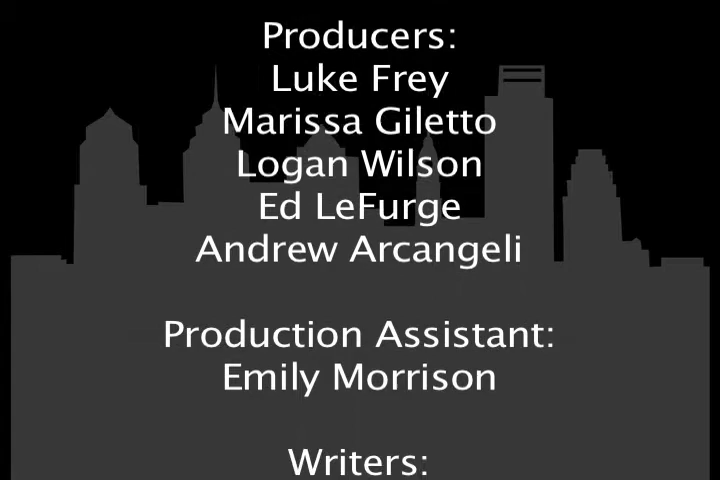 Producers:
Luke Frey
Marissa Giletto
Logan Wilson
Ed LeFurge
Andrew Arcangeli
Production Assistant:
Emily Morrison
Writers: